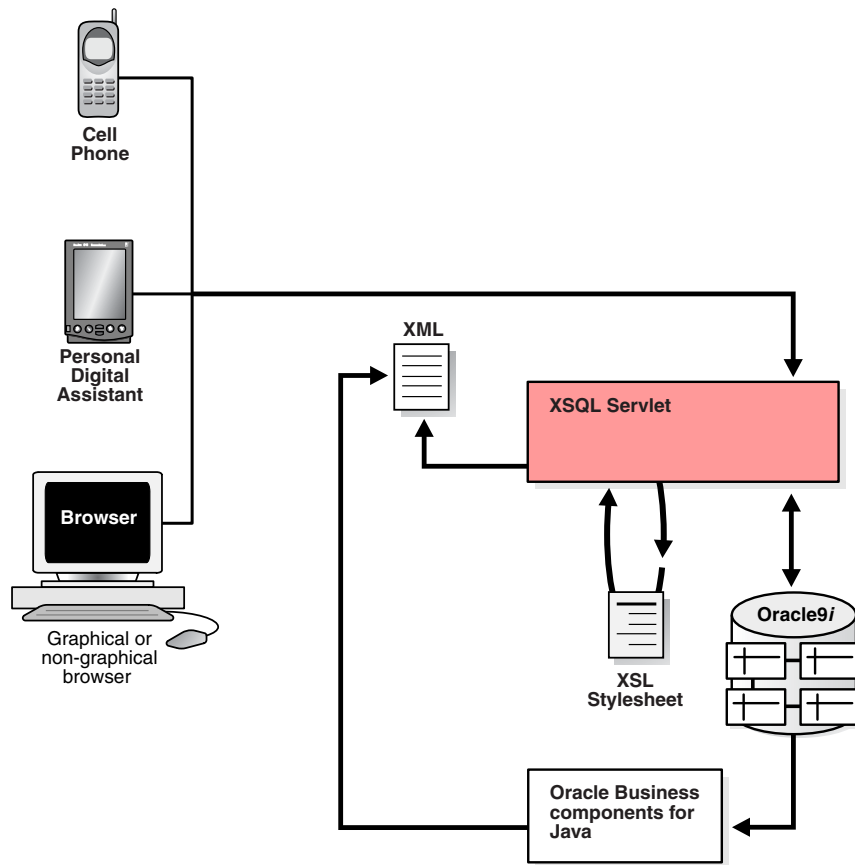 Cell
Phone
Personal
Digital
Assistant
Browser
Graphical or
non-graphical
browser
XML
XSQL Servlet
XSL
Stylesheet
Oracle9i
Oracle Business
components for
Java